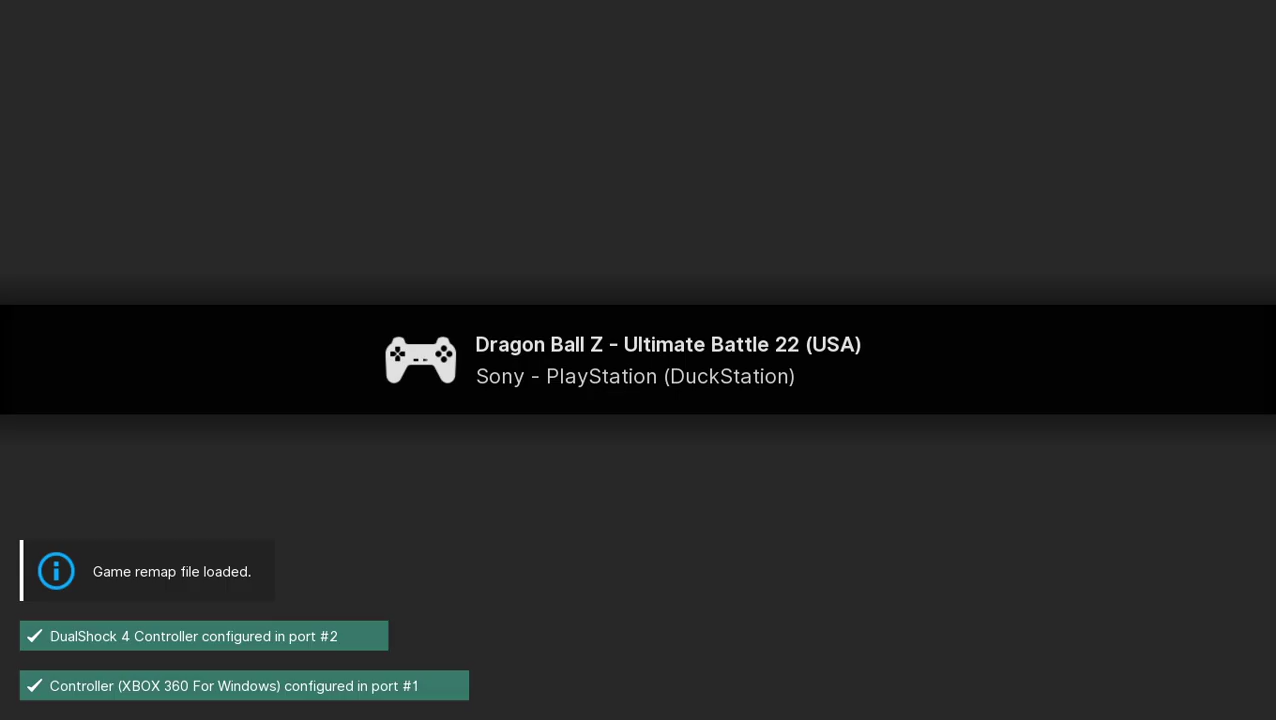 Dragon Ball Z - Ultimate Battle 22 (USA)
Sony - PlayStation (DuckStation)
Game remap file loaded.
DualShock 4 Controller configured in port #2
Controller (XBOX 360 For Windows) configured in port #1